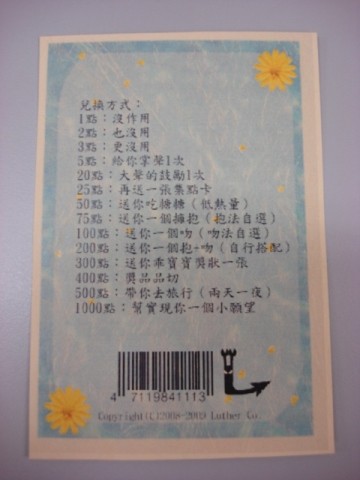 兌換方式：
1點：沒作用
2點：也沒用
3點：更沒用
5點：給你掌聲1次
20點：大聲的鼓勵1次
25點：再送一張集點卡
50點：送你吃糖糖（低熱量）
75點：送你一個擁抱（抱法自選）
100點：送你一個吻（吻法自選）
200點：送你一個抱+吻（自行搭配）
300點：送你乖寶寶獎狀一張
400點：獎品品切
500點：帶你去旅行（兩天一夜）
1000點：幫實現你一個小願望
4 7119841113
Copyright(C)2008-2009 Luther Co.